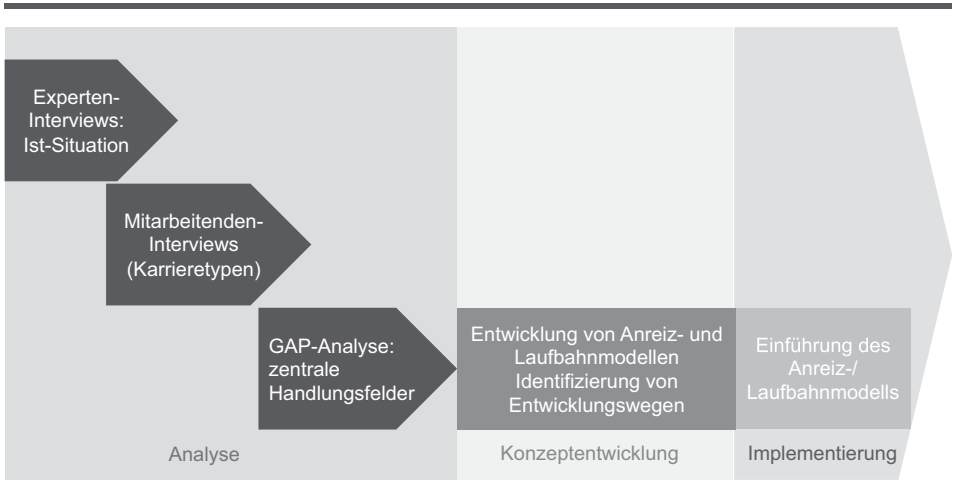 Experten-
Interviews:
Ist-Situation
Mitarbeitenden-
Interviews
(Karrieretypen)
GAP-Analyse:
zentrale
Handlungsfelder
Entwicklung von Anreiz- und
Laufbahnmodellen
Identifizierung von
Entwicklungswegen
Einführung des
Anreiz-/
Laufbahnmodells
Analyse
Konzeptentwicklung
Implementierung